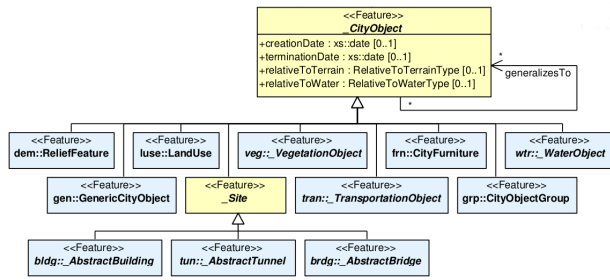 <<Feature>>
_CityObject
+creationDate : xs::date [0..1]
+terminationDate : xs::date [0..1]
+relativeToTerrain : RelativeToTerrainType [0..1]
+relativeToWater : RelativeToWaterType [0..1]
*
generalizesTo
*
<<Feature>>
dem::ReliefFeature
<<Feature>>
luse::LandUse
<<Feature>>
veg::_VegetationObject
<<Feature>>
frn::CityFurniture
<<Feature>>
wtr::_WaterObject
<<Feature>>
gen::GenericCityObject
<<Feature>>
_Site
<<Feature>>
tran::_TransportationObject
<<Feature>>
grp::CityObjectGroup
<<Feature>>
bldg::_AbstractBuilding
<<Feature>>
tun::_AbstractTunnel
<<Feature>>
brdg::_AbstractBridge